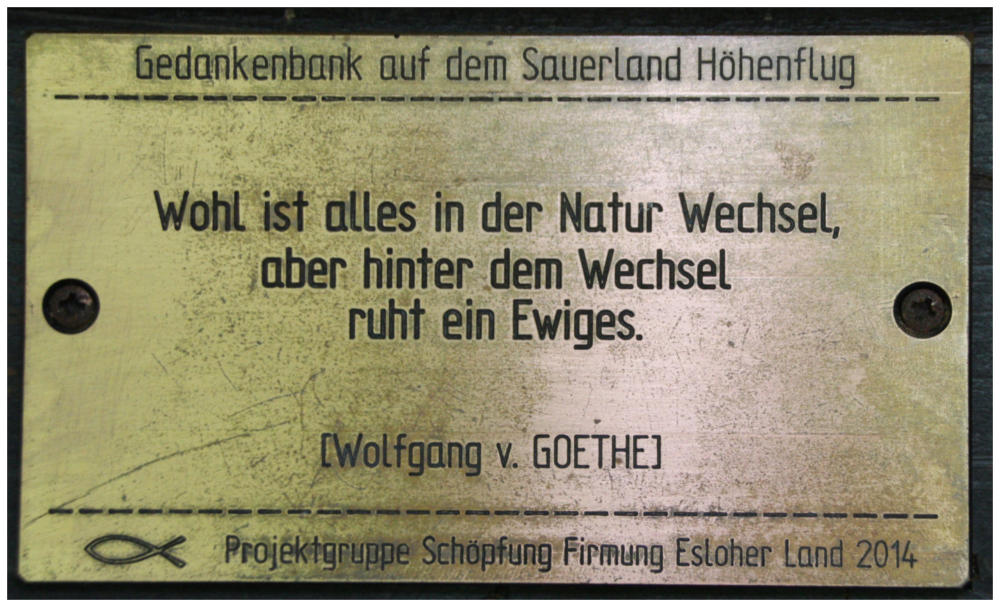 Gedankenbank auf dem Sauerland Höhenflug
Wohl ist alles in der Natur Wechsel,
aber hinter dem Wechsel
ruht ein Ewiges.
[Wolfgang v. GOETHE]
Projektgruppe Schöpfung Firmung Esloher Land 2014